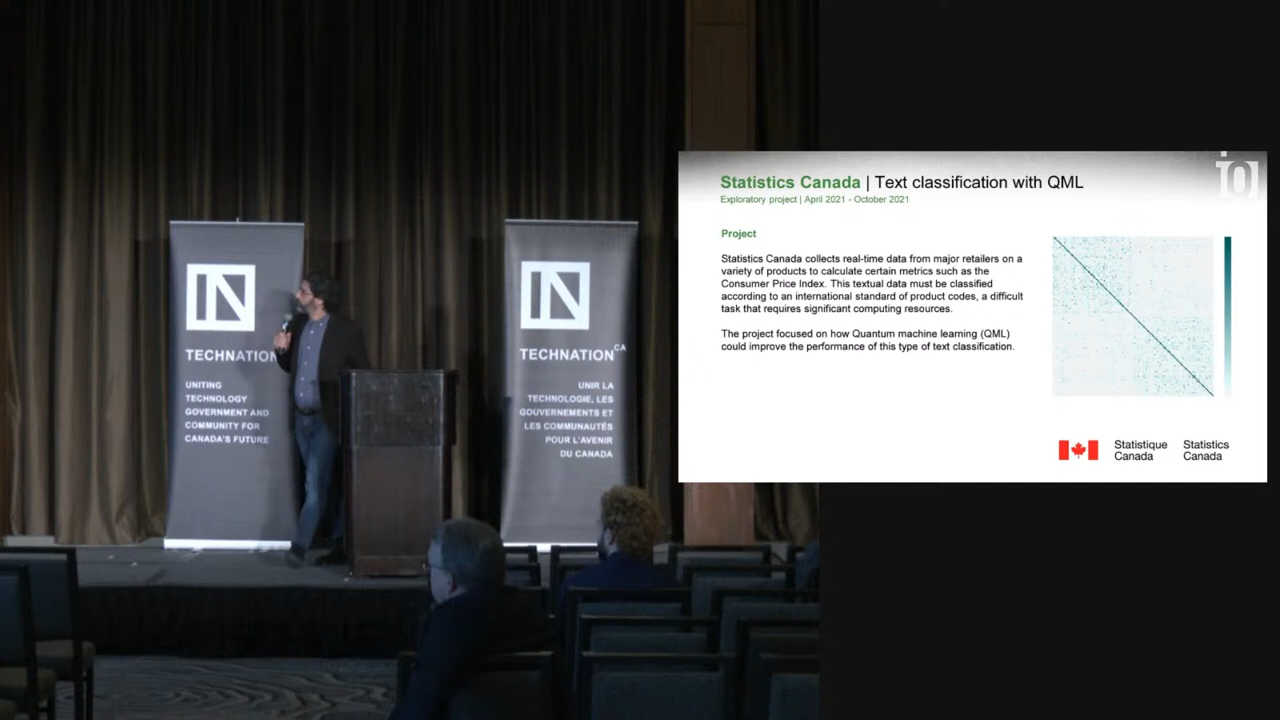 IN
TECHNATION
UNITING
TECHNOLOGY
GOVERNMENT AND
COMMUNITY FOR
CANADA'S FUTURE
IN
TECHNATION CA
UNIR LA
TECHNOLOGIE, LES
GOUVERNEMENTS ET
LES COMMUNAUTÉS
POUR L'AVENIR
DU CANADA
Statistics Canada | Text classification with QML
Exploratory project | April 2021 - October 2021
Project
Statistics Canada collects real-time data from major retailers on a
variety of products to calculate certain metrics such as the
Consumer Price Index. This textual data must be classified
according to an international standard of product codes, a difficult
task that requires significant computing resources.
The project focused on how Quantum machine learning (QML)
could improve the performance of this type of text classification.
Statistique Statistics
Canada Canada